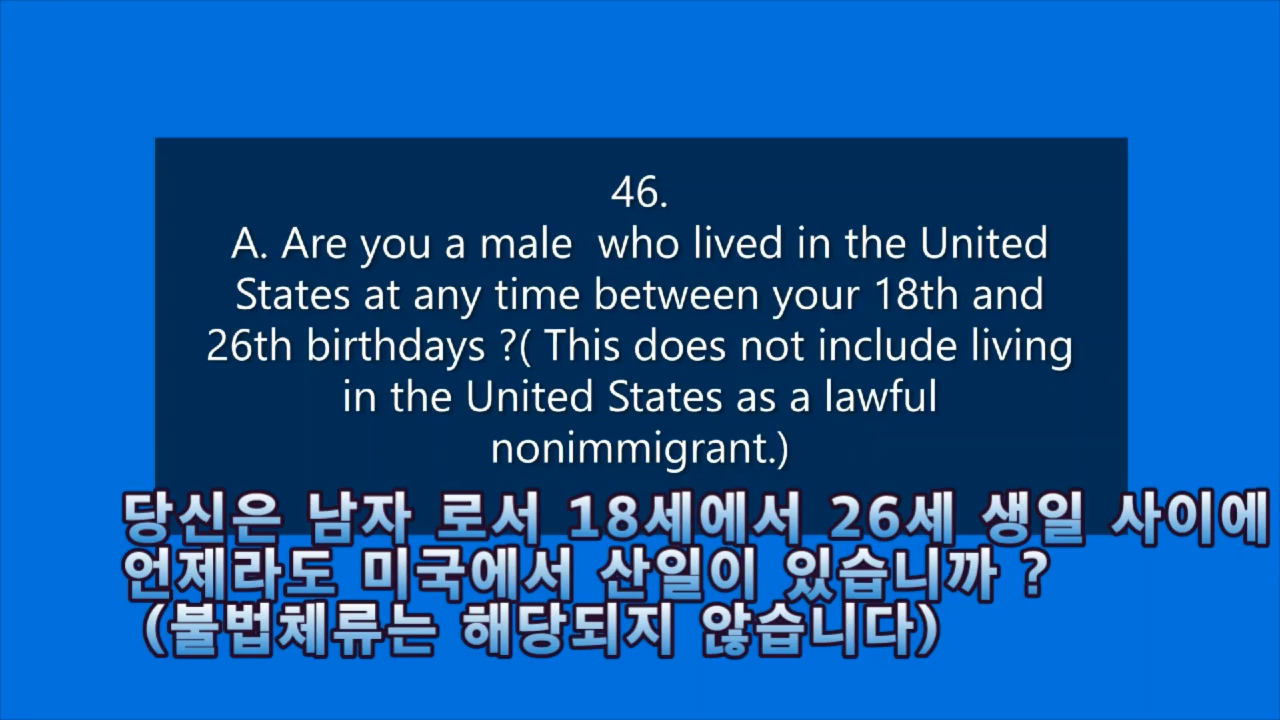 46.
A. Are you a male  who lived in the United
States at any time between your 18th and
26th birthdays ?( This does not include living
in the United States as a lawful
nonimmigrant.)
당신은 남자 로서 18세에서 26세 생일 사이에
언제라도 미국에서 산일이 있습니까 ?
(불법체류는 해당되지 않습니다)